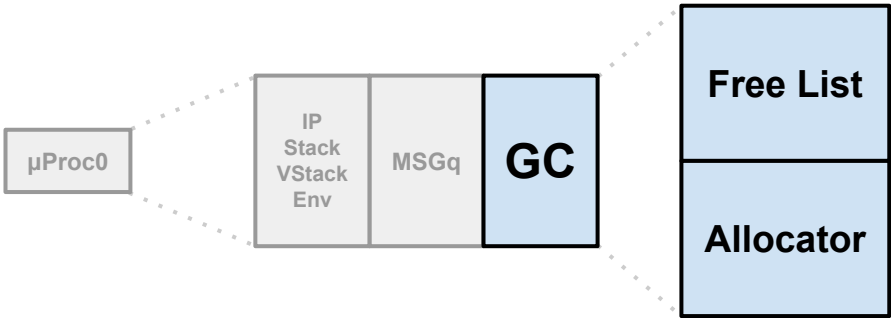 µProc0
IP
Stack
VStack
Env
MSGq
GC
Free List
Allocator